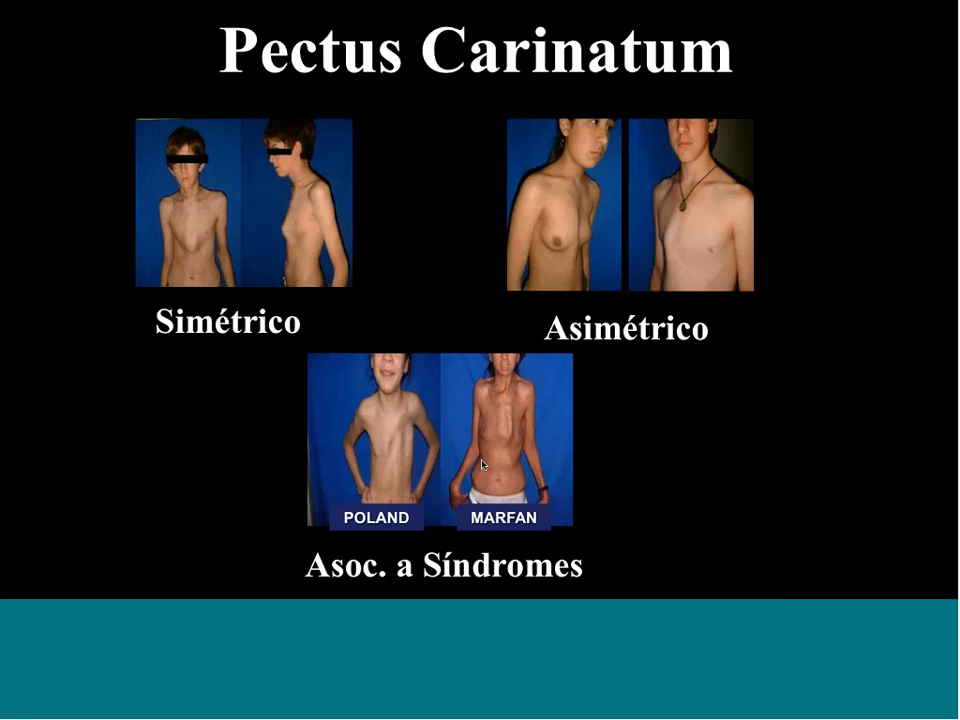 Pectus Carinatum
Simétrico
Asimétrico
POLAND
MARFAN
Asoc. a Síndromes